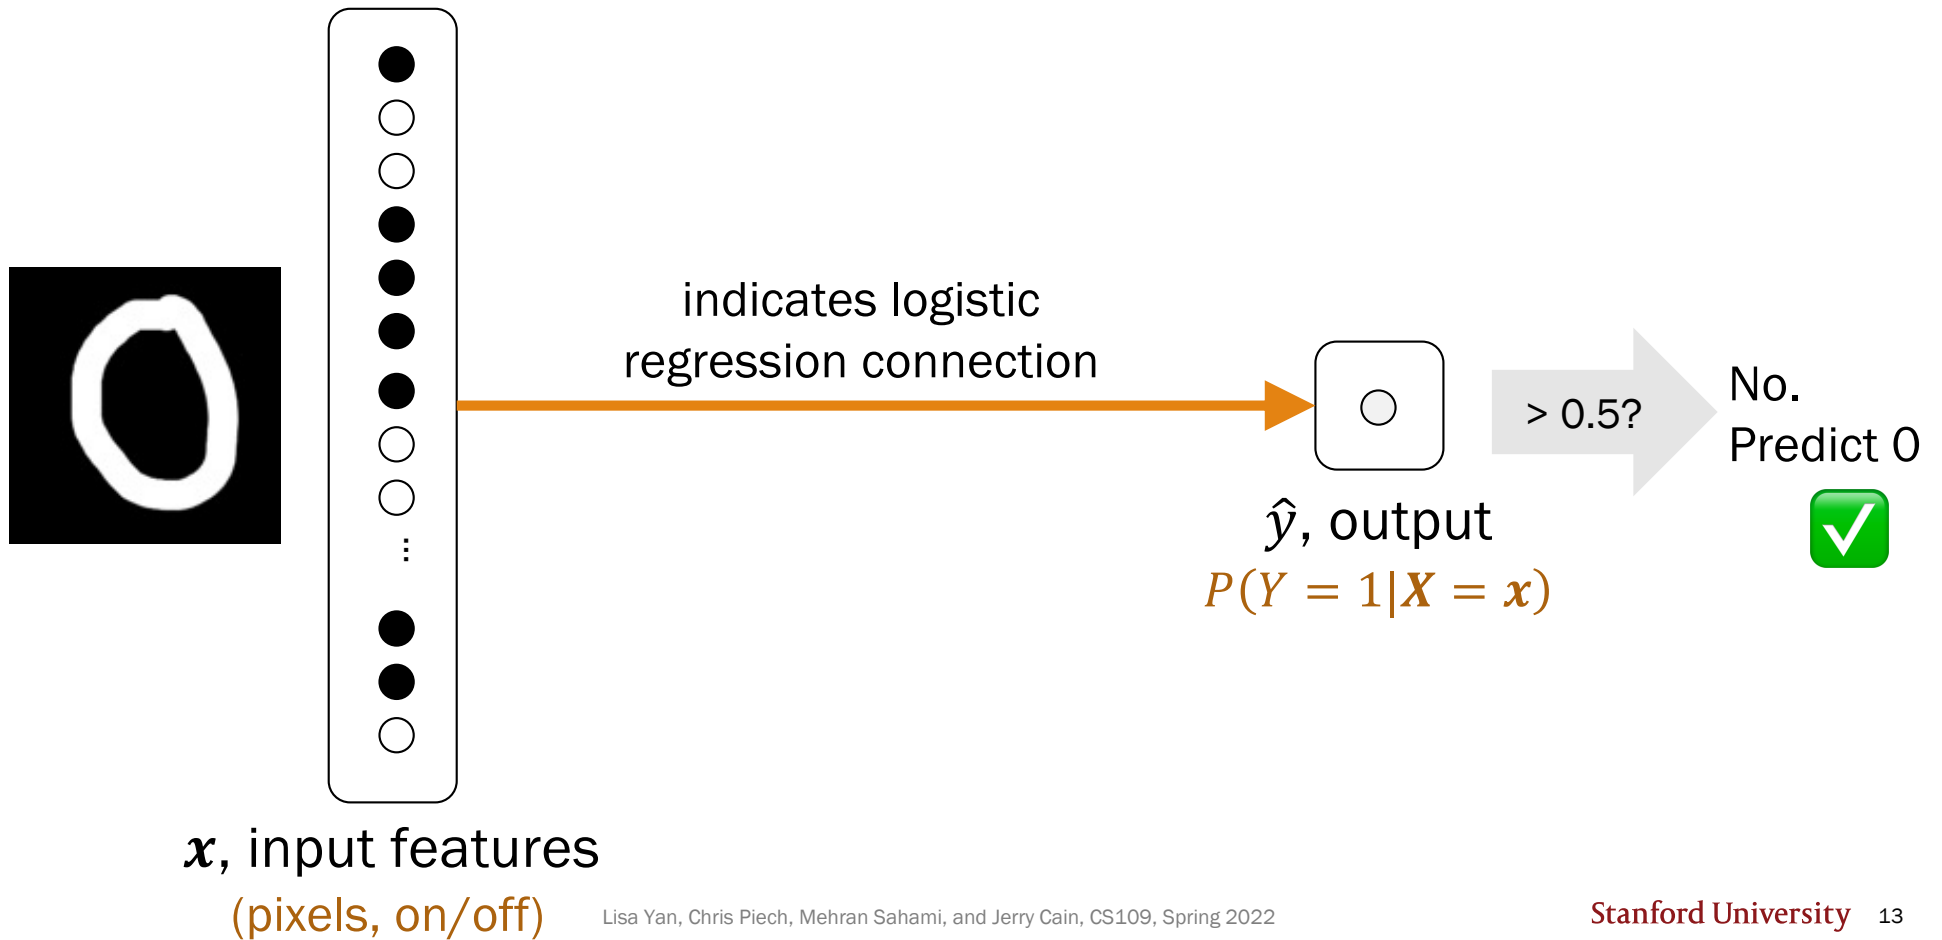 indicates logistic
regression connection
> 0.5?
No.
Predict 0
ŷ, output
P(Y = 1|X = x)
x, input features
(pixels, on/off)
Lisa Yan, Chris Piech, Mehran Sahami, and Jerry Cain, CS109, Spring 2022
Stanford University 13